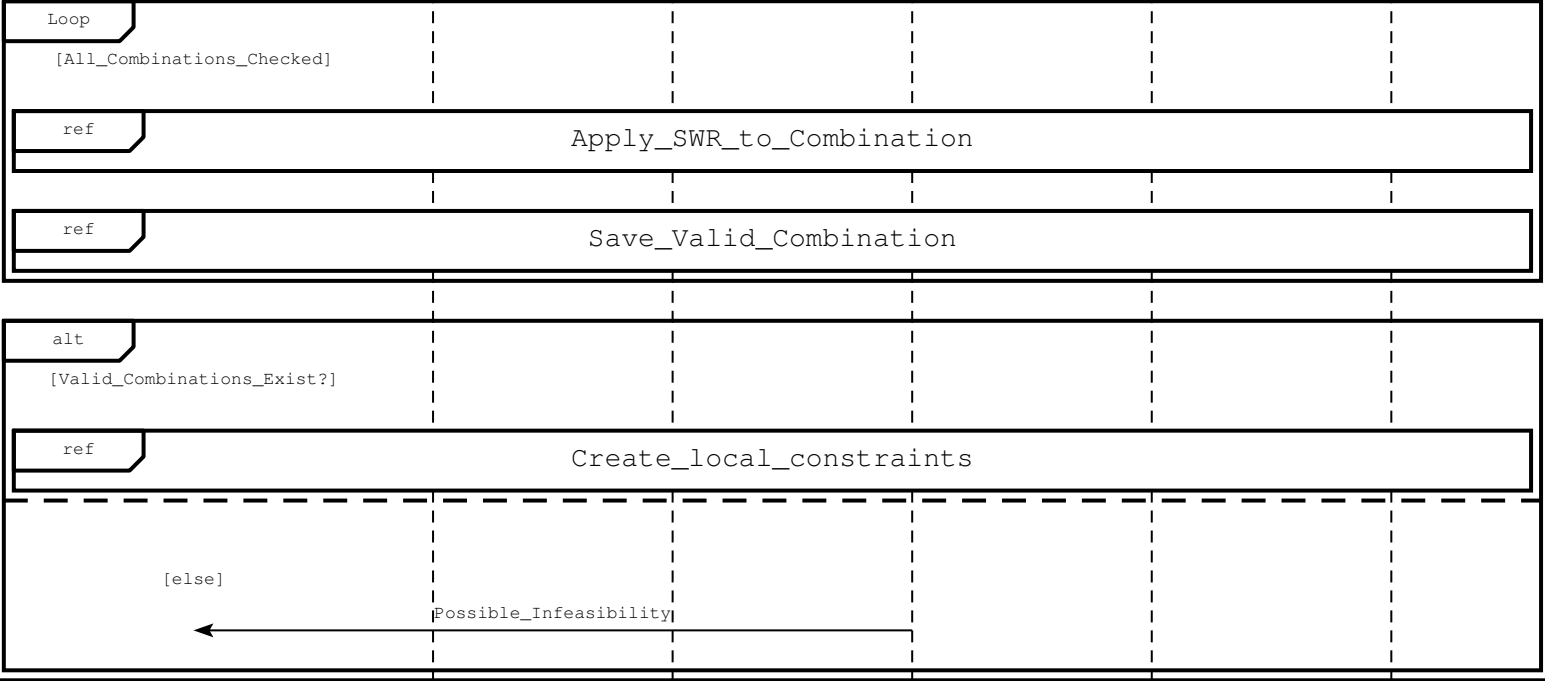 Loop
[All_Combinations_Checked]
ref
Apply_SWR_to_Combination
ref
Save_Valid_Combination
alt
[Valid_Combinations_Exist?]
ref
Create_local_constraints
[else]
Possible_Infeasibility